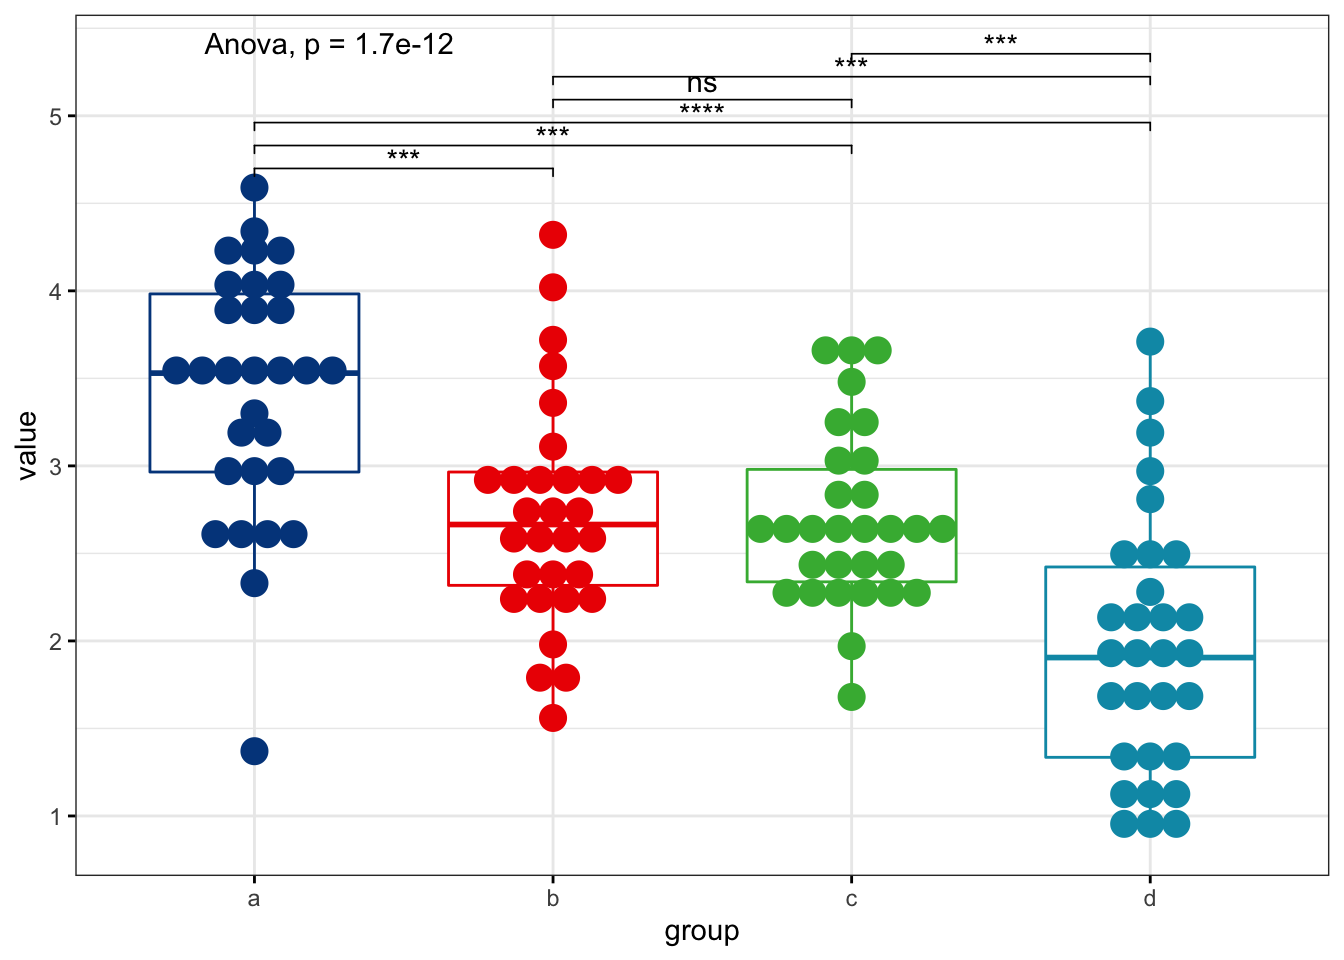 Anova, p = 1.7e-12
***
***
ns
****
***
***
5
4
3
2
1
value
a b c d
group